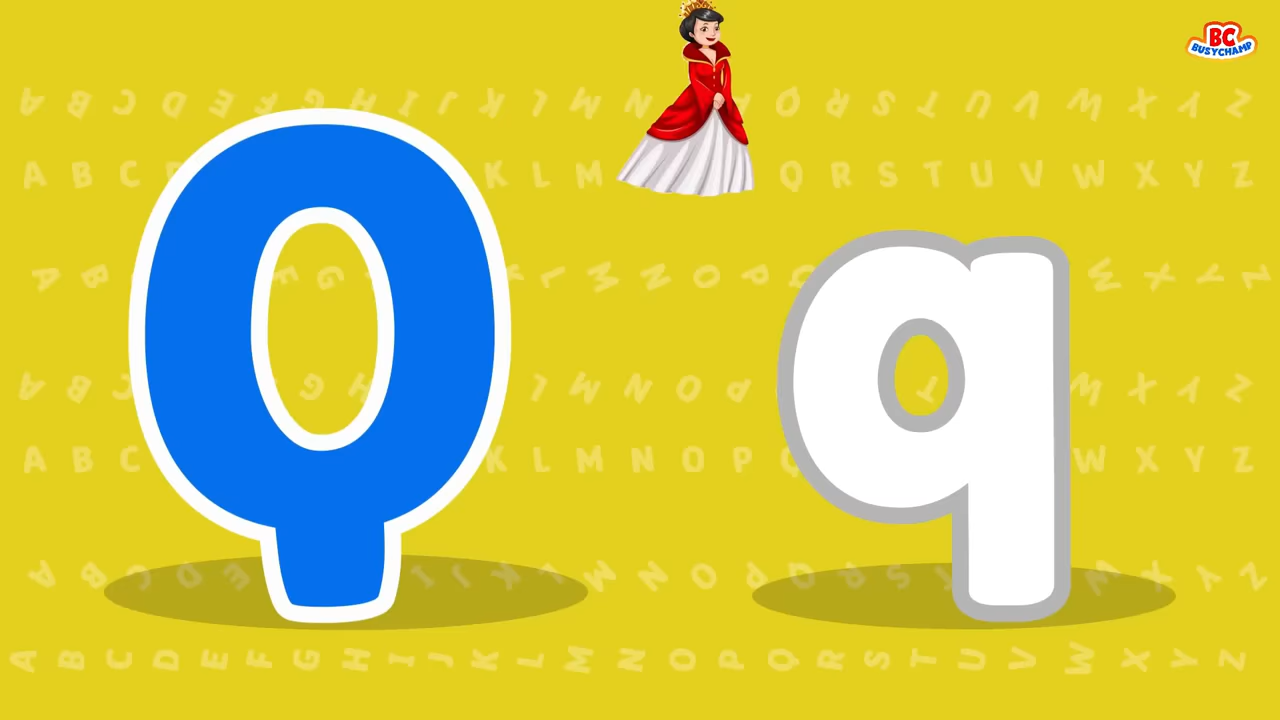 BC
BUSYCHAMP
A B C D E F G H I J K L M N O Q R S T U V W X Y Z
A B C D K L M Q R S T U V W X Y Z
Q q
A B F G K L M N O P Q W X Y Z
A B C F G H L M N O P T W X Y Z
A B C K L M N O P Q W X Y Z
A B C D E I J K L M N O P Q R S T W X Y Z
A B C D E F G H I J K L M N O P Q R S T U V W X Y Z